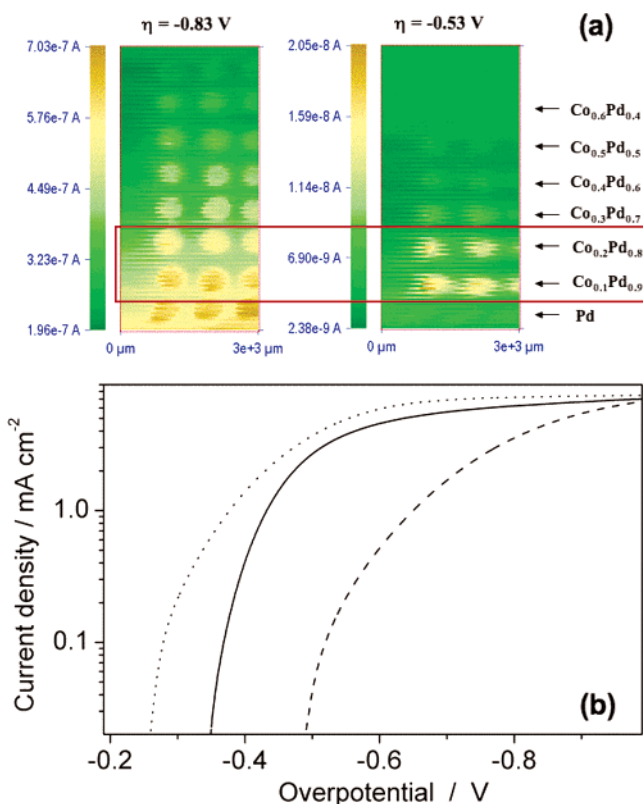 η = -0.83 V
η = -0.53 V
(a)
7.03e-7 A
5.76e-7 A
4.49e-7 A
3.23e-7 A
1.96e-7 A
0 μm
3e+3 μm
2.05e-8 A
1.59e-8 A
1.14e-8 A
6.90e-9 A
2.38e-9 A
0 μm
3e+3 μm
Co0.6Pd0.4
Co0.5Pd0.5
Co0.4Pd0.6
Co0.3Pd0.7
Co0.2Pd0.8
Co0.1Pd0.9
Pd
Current density / mA cm-2
1.0
0.1
(b)
-0.2
-0.4
-0.6
-0.8
Overpotential / V